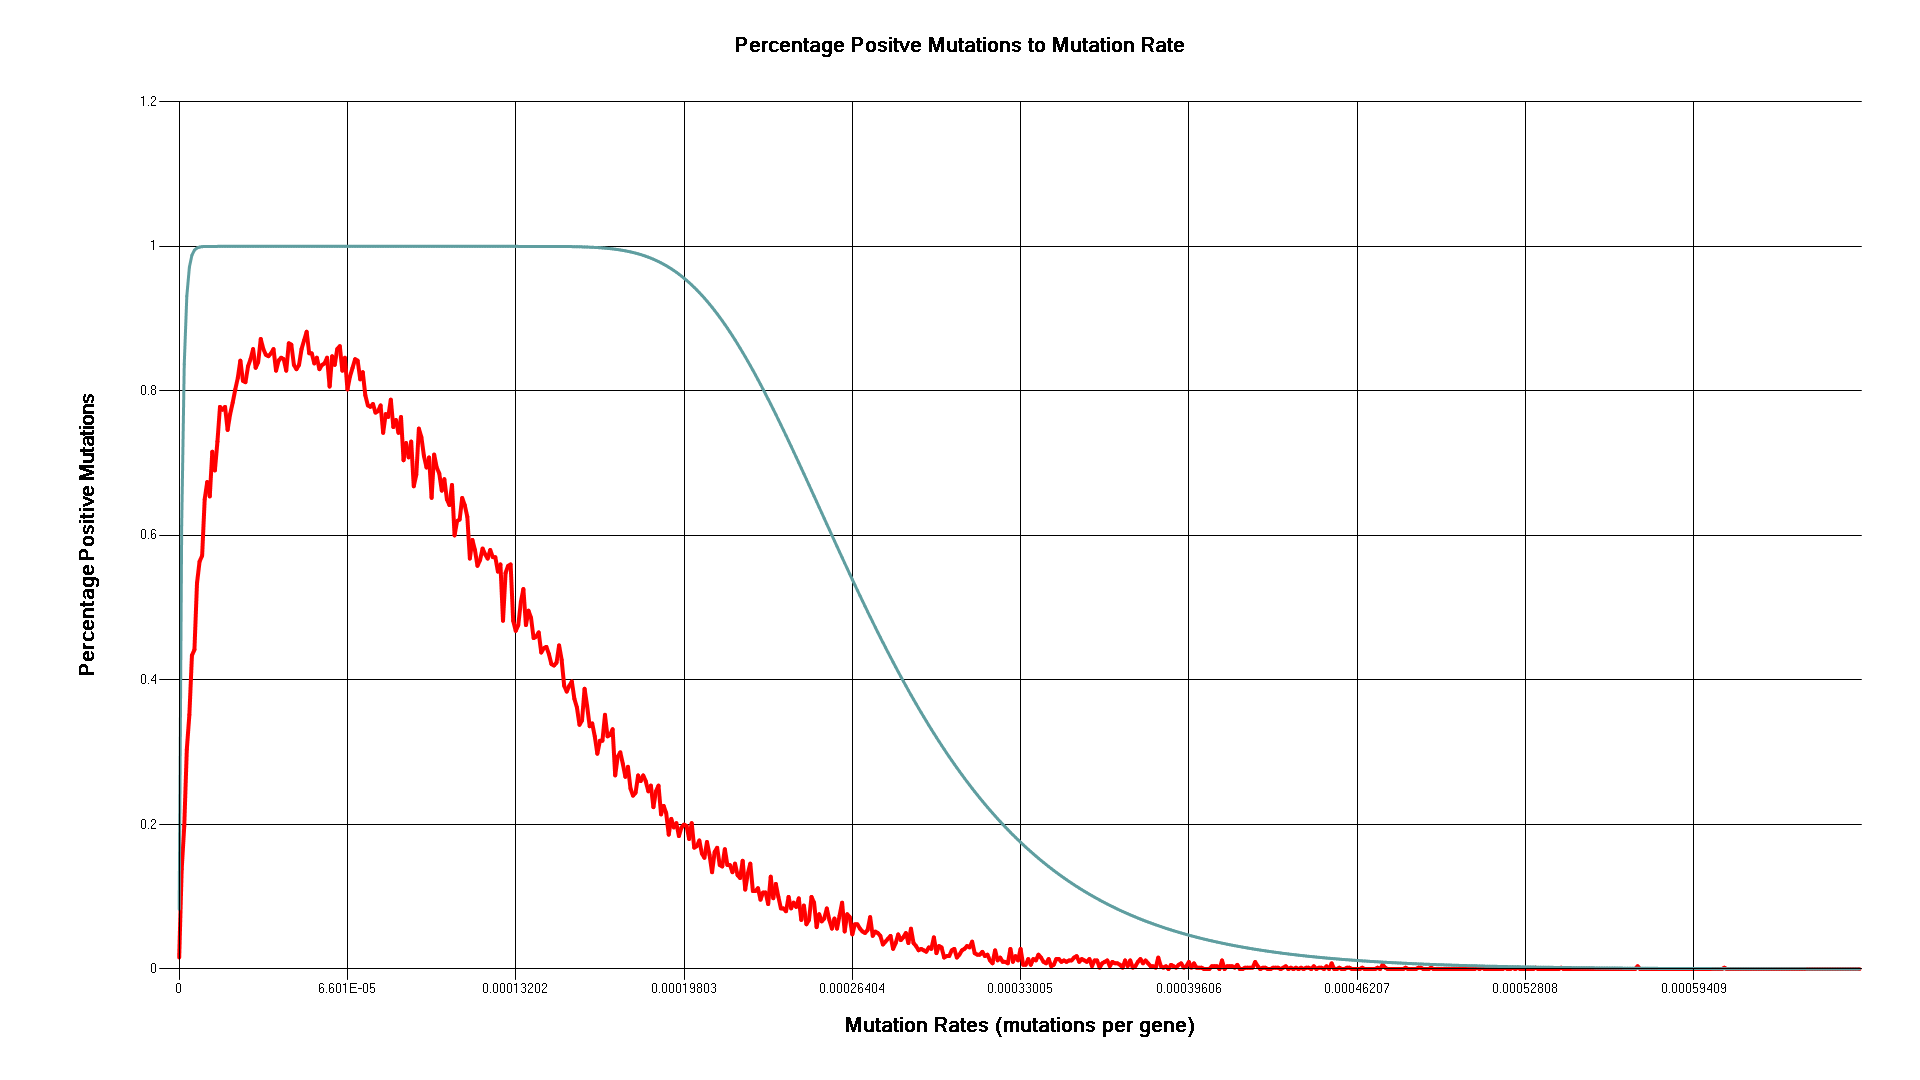 Percentage Positve Mutations to Mutation Rate
1.2
1
0.8
0.6
0.4
0.2
0
Percentage Positive Mutations
0 6.601E-05 0.00013202 0.00019803 0.00026404 0.00033005 0.00039606 0.00046207 0.00052808 0.00059409
Mutation Rates (mutations per gene)